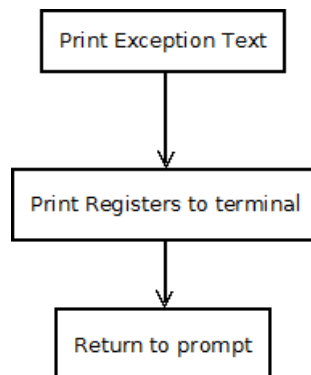 Print Exception Text
Print Registers to terminal
Return to prompt